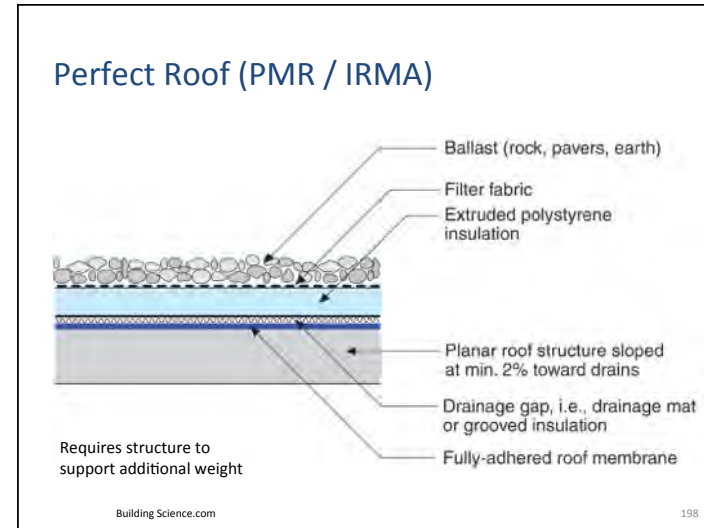 Perfect Roof (PMR / IRMA)
Ballast (rock, pavers, earth)
Filter fabric
Extruded polystyrene
insulation
Planar roof structure sloped
at min. 2% toward drains
Drainage gap, i.e., drainage mat
or grooved insulation
Fully-adhered roof membrane
Requires structure to
support additional weight
Building Science.com
198